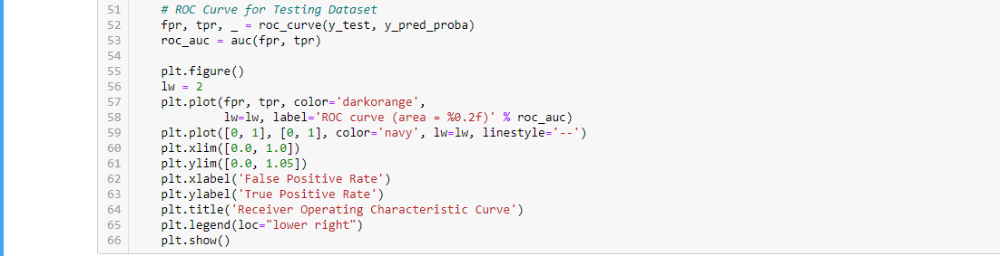 51 # ROC Curve for Testing Dataset
52 fpr, tpr, _ = roc_curve(y_test, y_pred_proba)
53 roc_auc = auc(fpr, tpr)
54
55 plt.figure()
56 lw = 2
57 plt.plot(fpr, tpr, color='darkorange',
58          lw=lw, label='ROC curve (area = %0.2f)' % roc_auc)
59 plt.plot([0, 1], [0, 1], color='navy', lw=lw, linestyle='--')
60 plt.xlim([0.0, 1.0])
61 plt.ylim([0.0, 1.05])
62 plt.xlabel('False Positive Rate')
63 plt.ylabel('True Positive Rate')
64 plt.title('Receiver Operating Characteristic Curve')
65 plt.legend(loc="lower right")
66 plt.show()